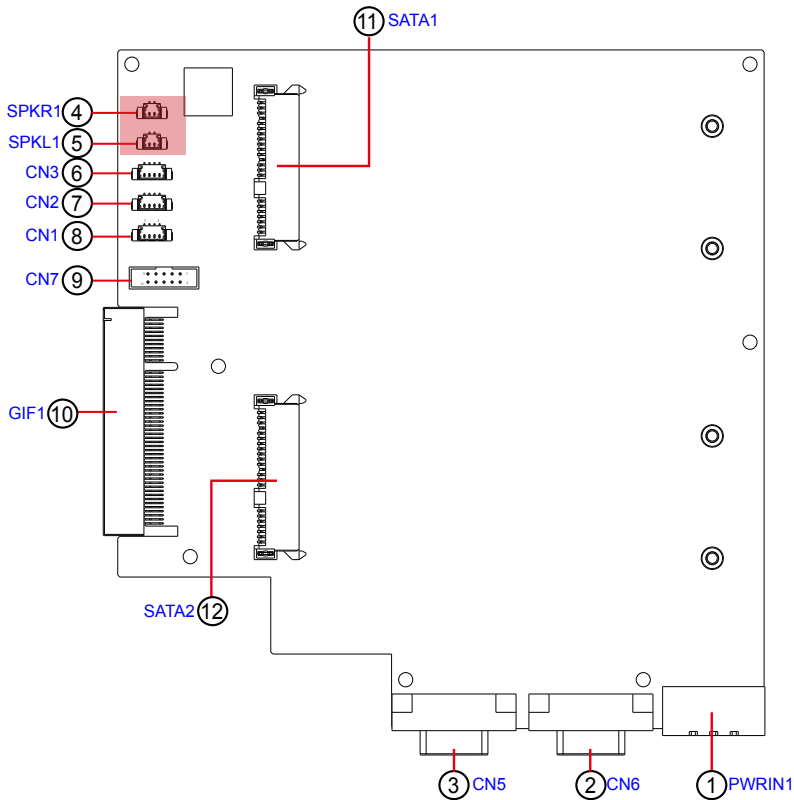 11 SATA1
SPKR1 4
SPKL1 5
CN3 6
CN2 7
CN1 8
CN7 9
GIF1 10
SATA2 12
3 CN5
2 CN6
1 PWRIN1